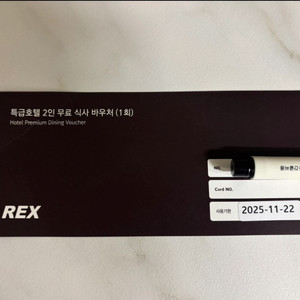 특급호텔 2인 무료 식사 바우처 (1회)
Hotel Premium Dining Voucher
Card NO.
REX
사용기한 2025-11-22